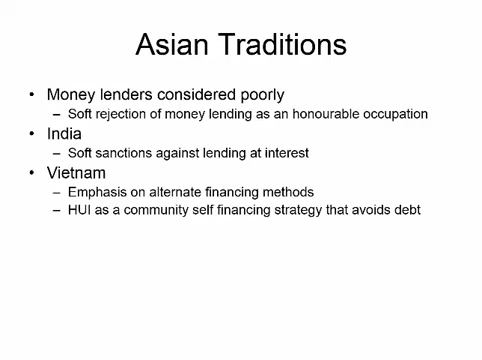 Asian Traditions
• Money lenders considered poorly
– Soft rejection of money lending as an honourable occupation
• India
– Soft sanctions against lending at interest
• Vietnam
– Emphasis on alternate financing methods
– HUI as a community self financing strategy that avoids debt